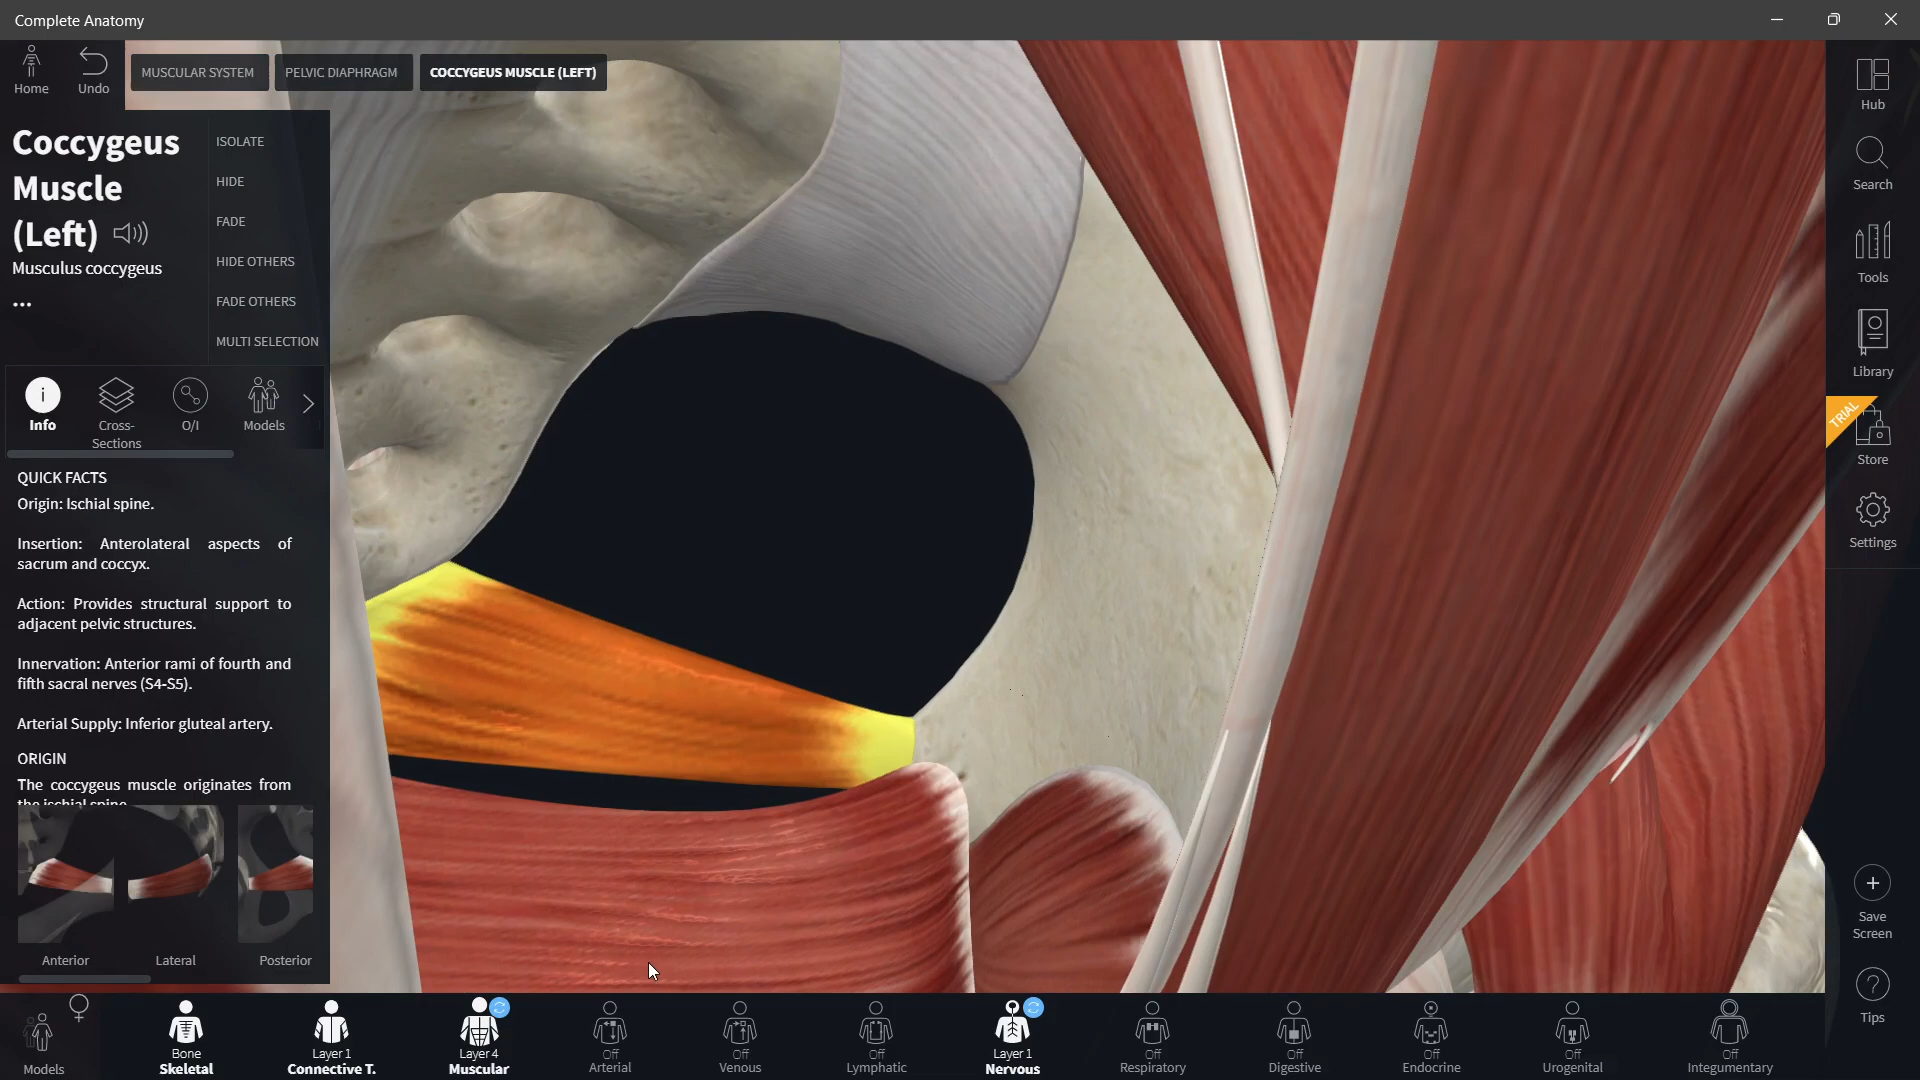 Complete Anatomy
Home
Undo
MUSCULAR SYSTEM
PELVIC DIAPHRAGM
COCCYGEUS MUSCLE (LEFT)
Coccygeus
Muscle
(Left)
Musculus coccygeus
...
ISOLATE
HIDE
FADE
HIDE OTHERS
FADE OTHERS
MULTI SELECTION
i
Info
Cross-
Sections
O/I
Models
QUICK FACTS
Origin: Ischial spine.
Insertion: Anterolateral aspects of
sacrum and coccyx.
Action: Provides structural support to
adjacent pelvic structures.
Innervation: Anterior rami of fourth and
fifth sacral nerves (S4-S5).
Arterial Supply: Inferior gluteal artery.
ORIGIN
The coccygeus muscle originates from
the ischial spine
Anterior
Lateral
Posterior
Hub
Search
Tools
Library
TRIAL
Store
Settings
Save
Screen
?
Tips
Models
Bone
Skeletal
Layer 1
Connective T.
Layer 4
Muscular
Off
Arterial
Off
Venous
Off
Lymphatic
Layer 1
Nervous
Off
Respiratory
Off
Digestive
Off
Endocrine
Off
Urogenital
Off
Integumentary